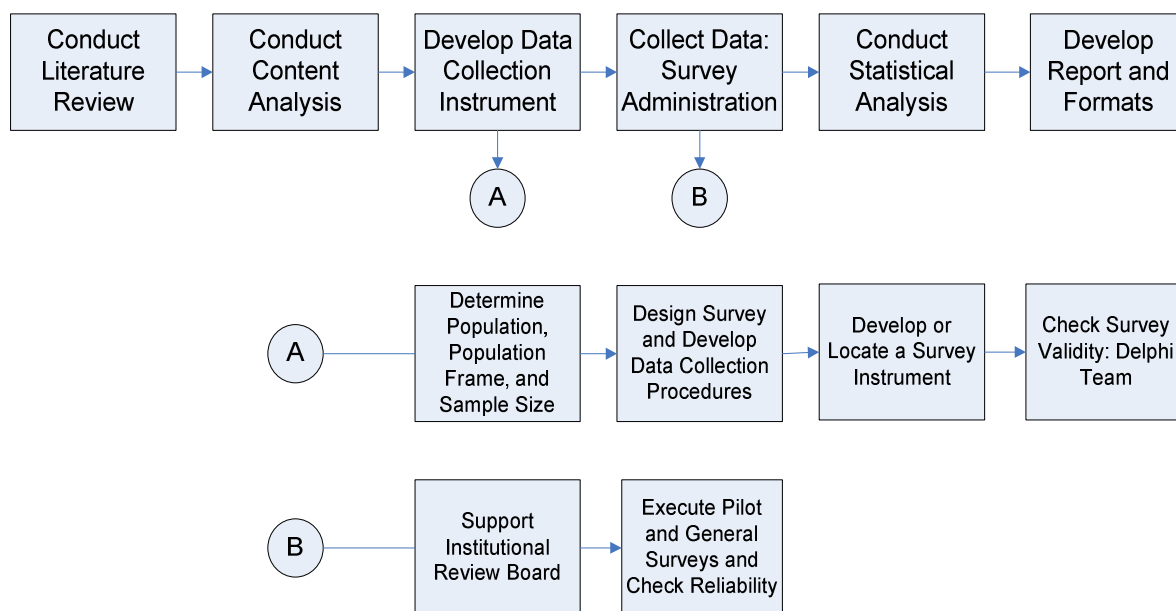 Conduct
Literature
Review
Conduct
Content
Analysis
Develop Data
Collection
Instrument
Collect Data:
Survey
Administration
Conduct
Statistical
Analysis
Develop
Report and
Formats
A
B
A
Determine
Population,
Population
Frame, and
Sample Size
Design Survey
and Develop
Data Collection
Procedures
Develop or
Locate a Survey
Instrument
Check Survey
Validity: Delphi
Team
B
Support
Institutional
Review Board
Execute Pilot
and General
Surveys and
Check Reliability